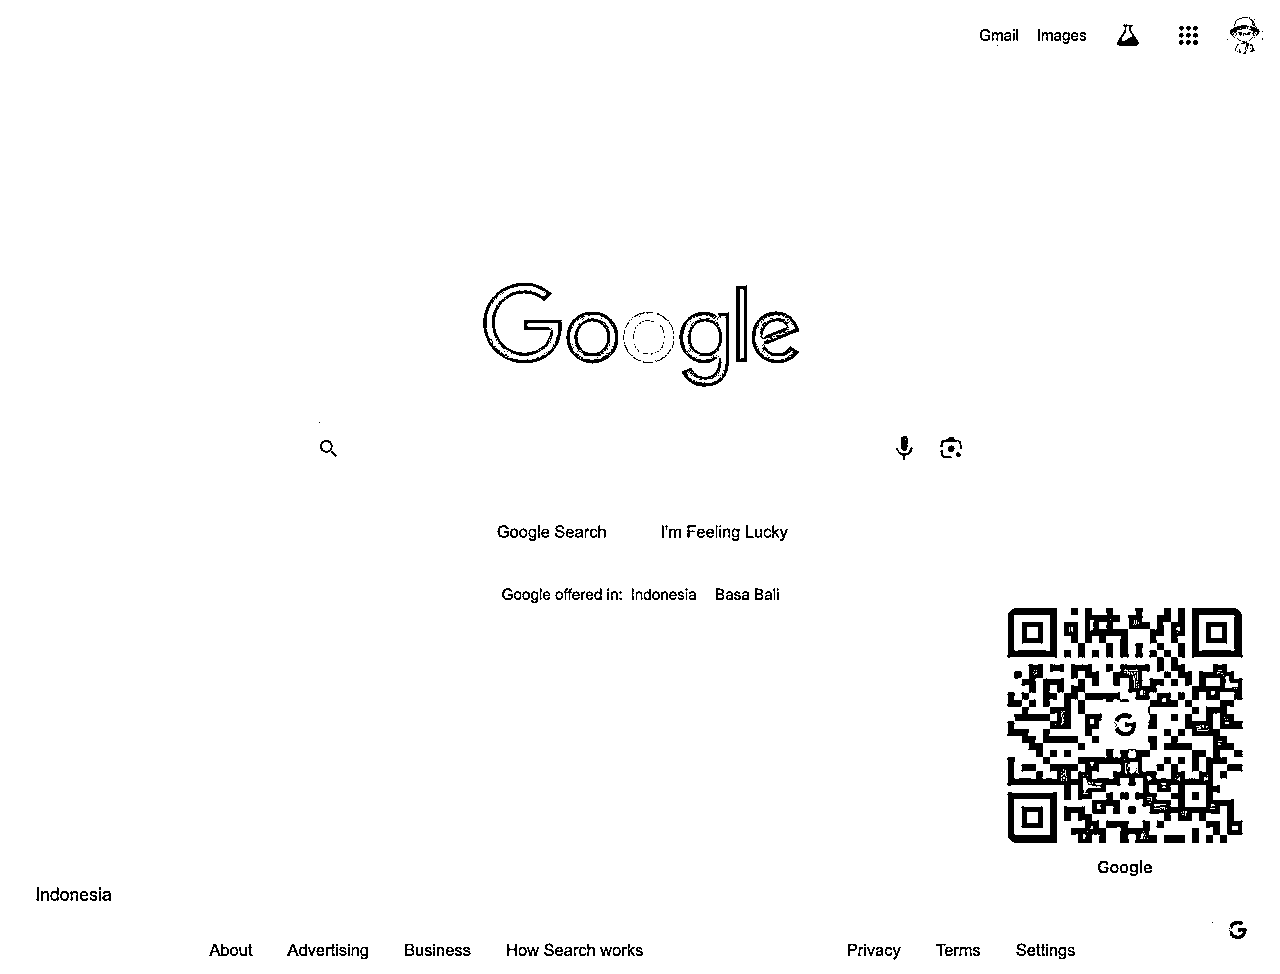 Gmail Images
Google
Google Search I'm Feeling Lucky
Google offered in: Indonesia Basa Bali
Google
Indonesia
About Advertising Business How Search works Privacy Terms Settings